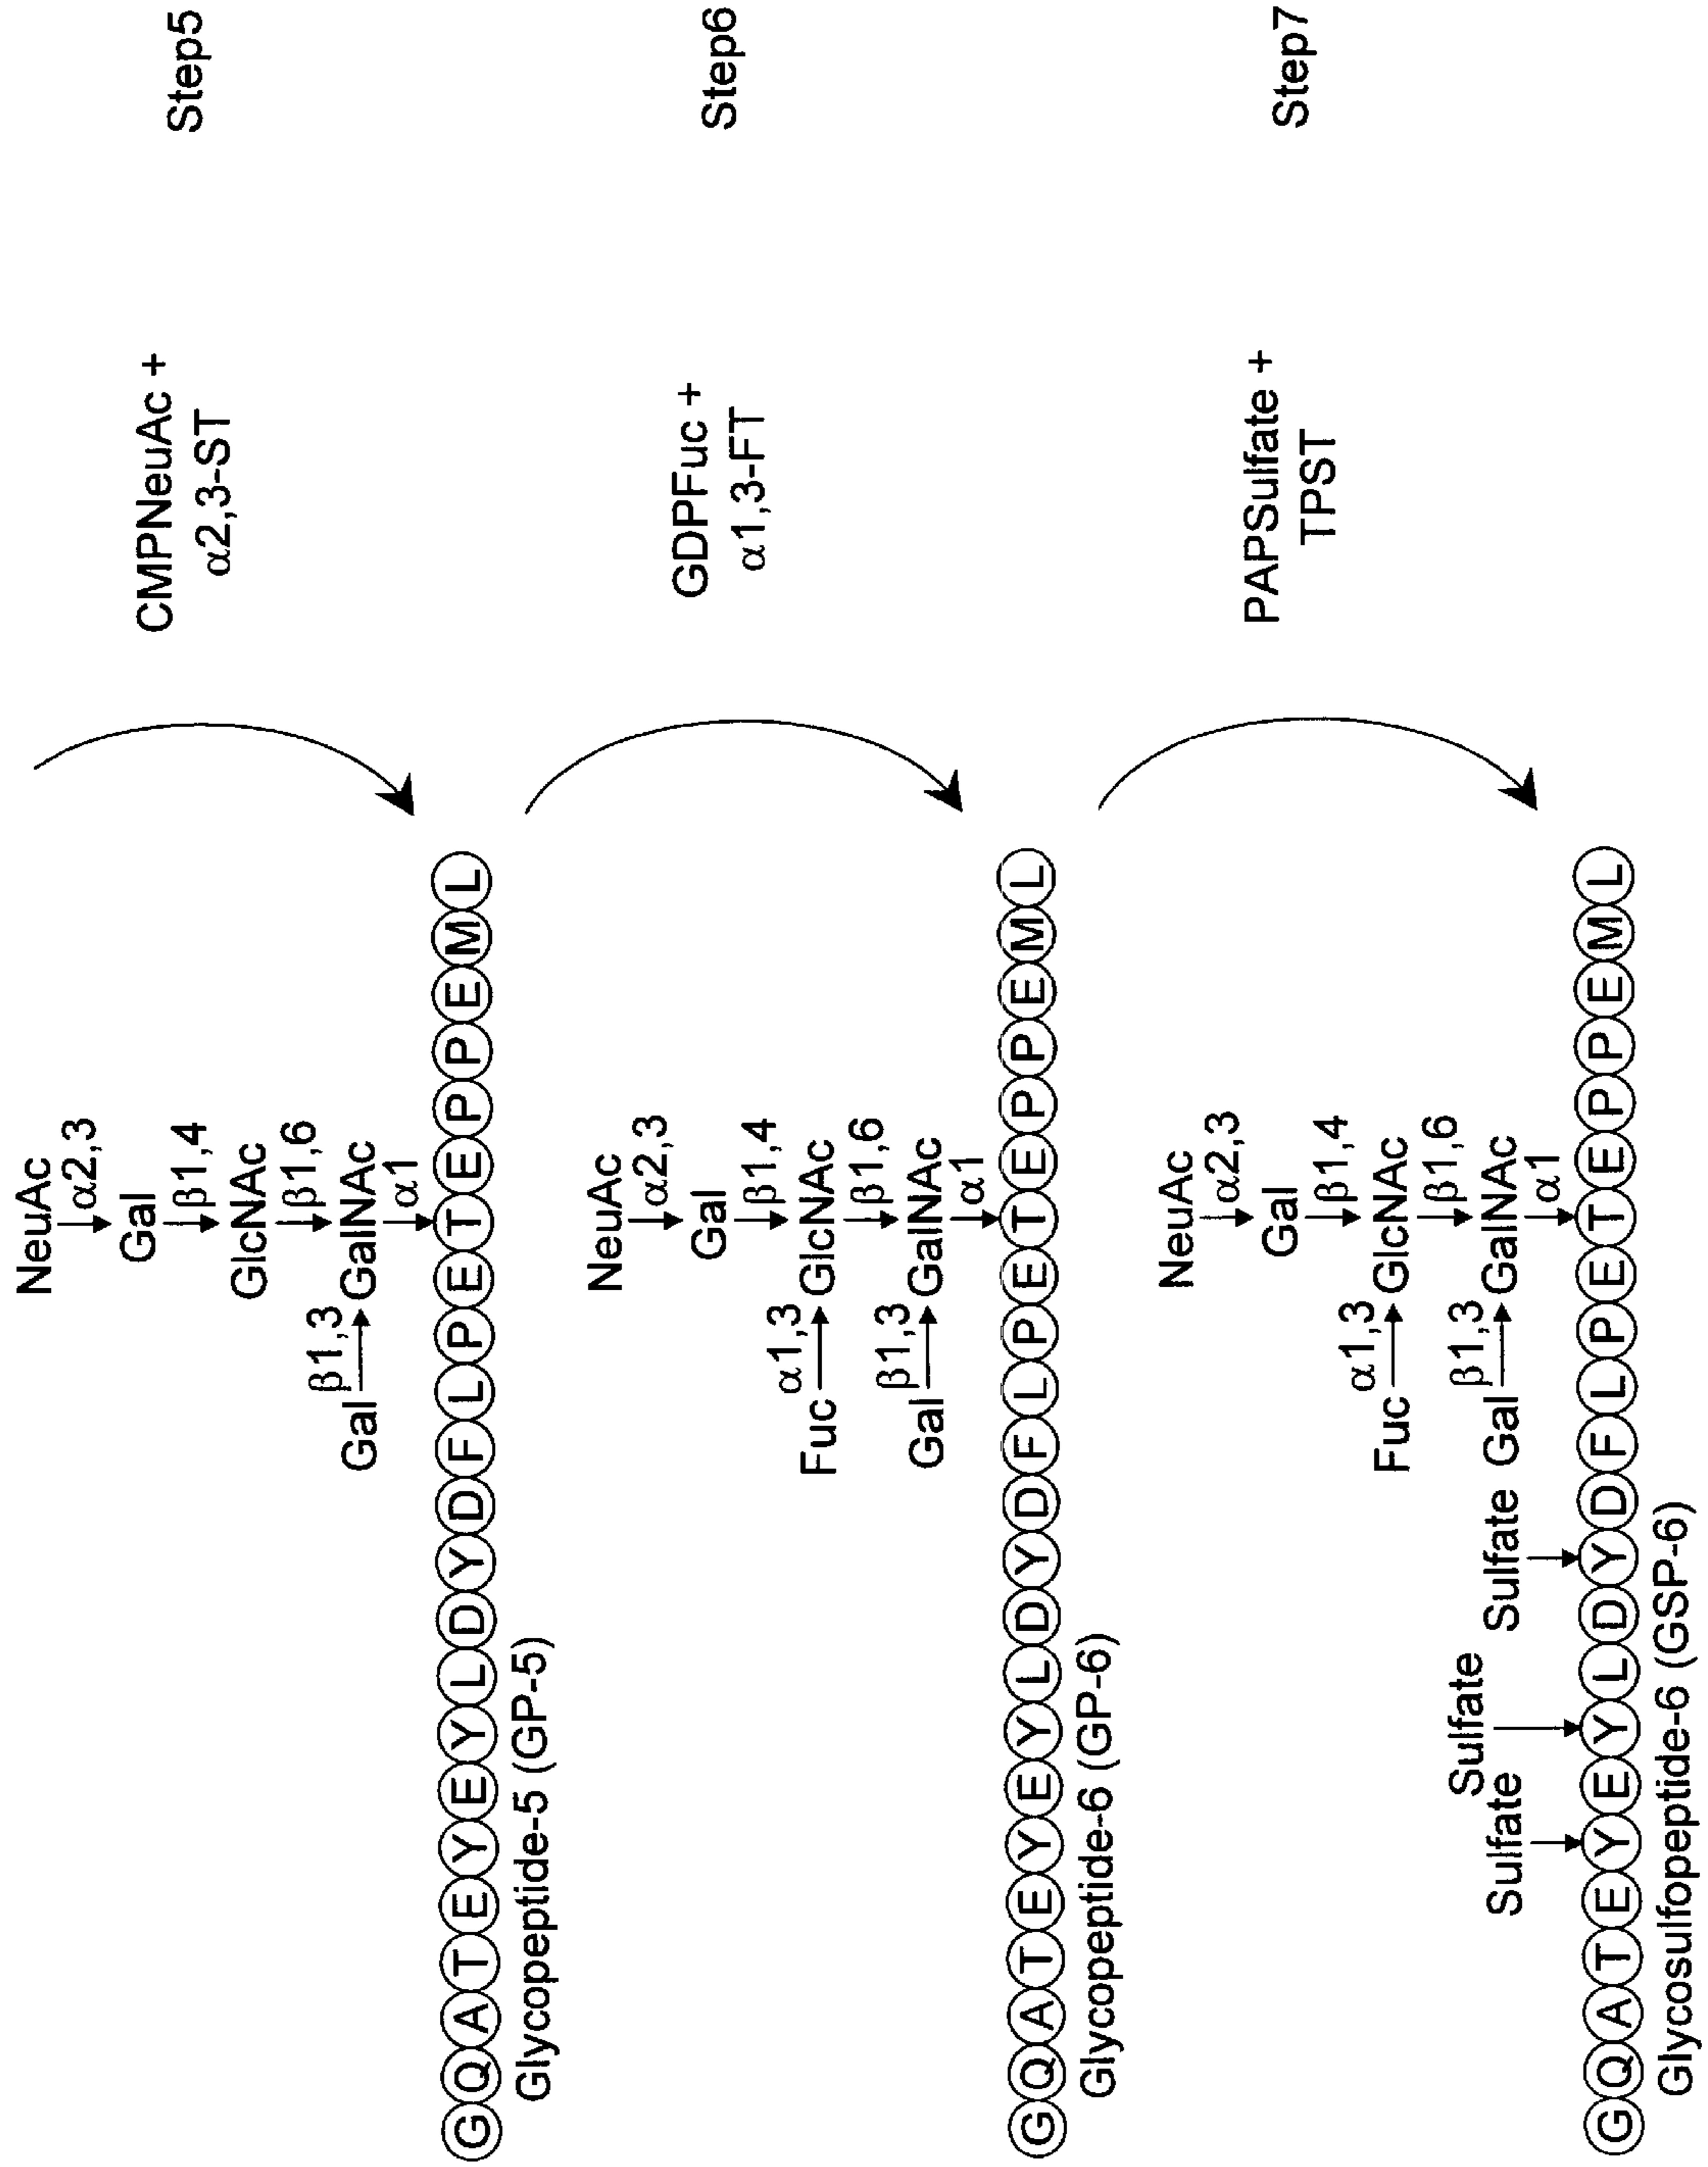 NeuAc
α2,3
CMPNeuAc +
Step5
Gal
α2,3-ST
β1,4
GlcNAc
β1,3 β1,6
Gal GalNAc
α1
GQATEYEYLDYDFLPETEPPEML
Glycopeptide-5 (GP-5)
NeuAc
α2,3
GDPFuc +
Step6
Gal
α1,3-FT
β1,4
α1,3
Fuc GlcNAc
β1,3 β1,6
Gal GalNAc
α1
GQATEYEYLDYDFLPETEPPEML
Glycopeptide-6 (GP-6)
NeuAc
α2,3
PAPSulfate +
Step7
Gal
TPST
β1,4
α1,3
Fuc GlcNAc
β1,3 β1,6
Sulfate
Sulfate Sulfate Gal GalNAc
α1
GQATEYEYLDYDFLPETEPPEML
Glycosulfopeptide-6 (GSP-6)